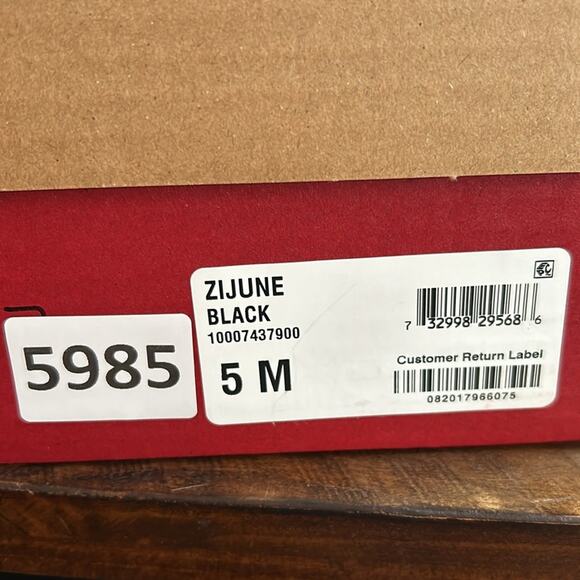 5985
ZIJUNE
BLACK
10007437900
5 M
7 32998 29568 6
Customer Return Label
082017966075